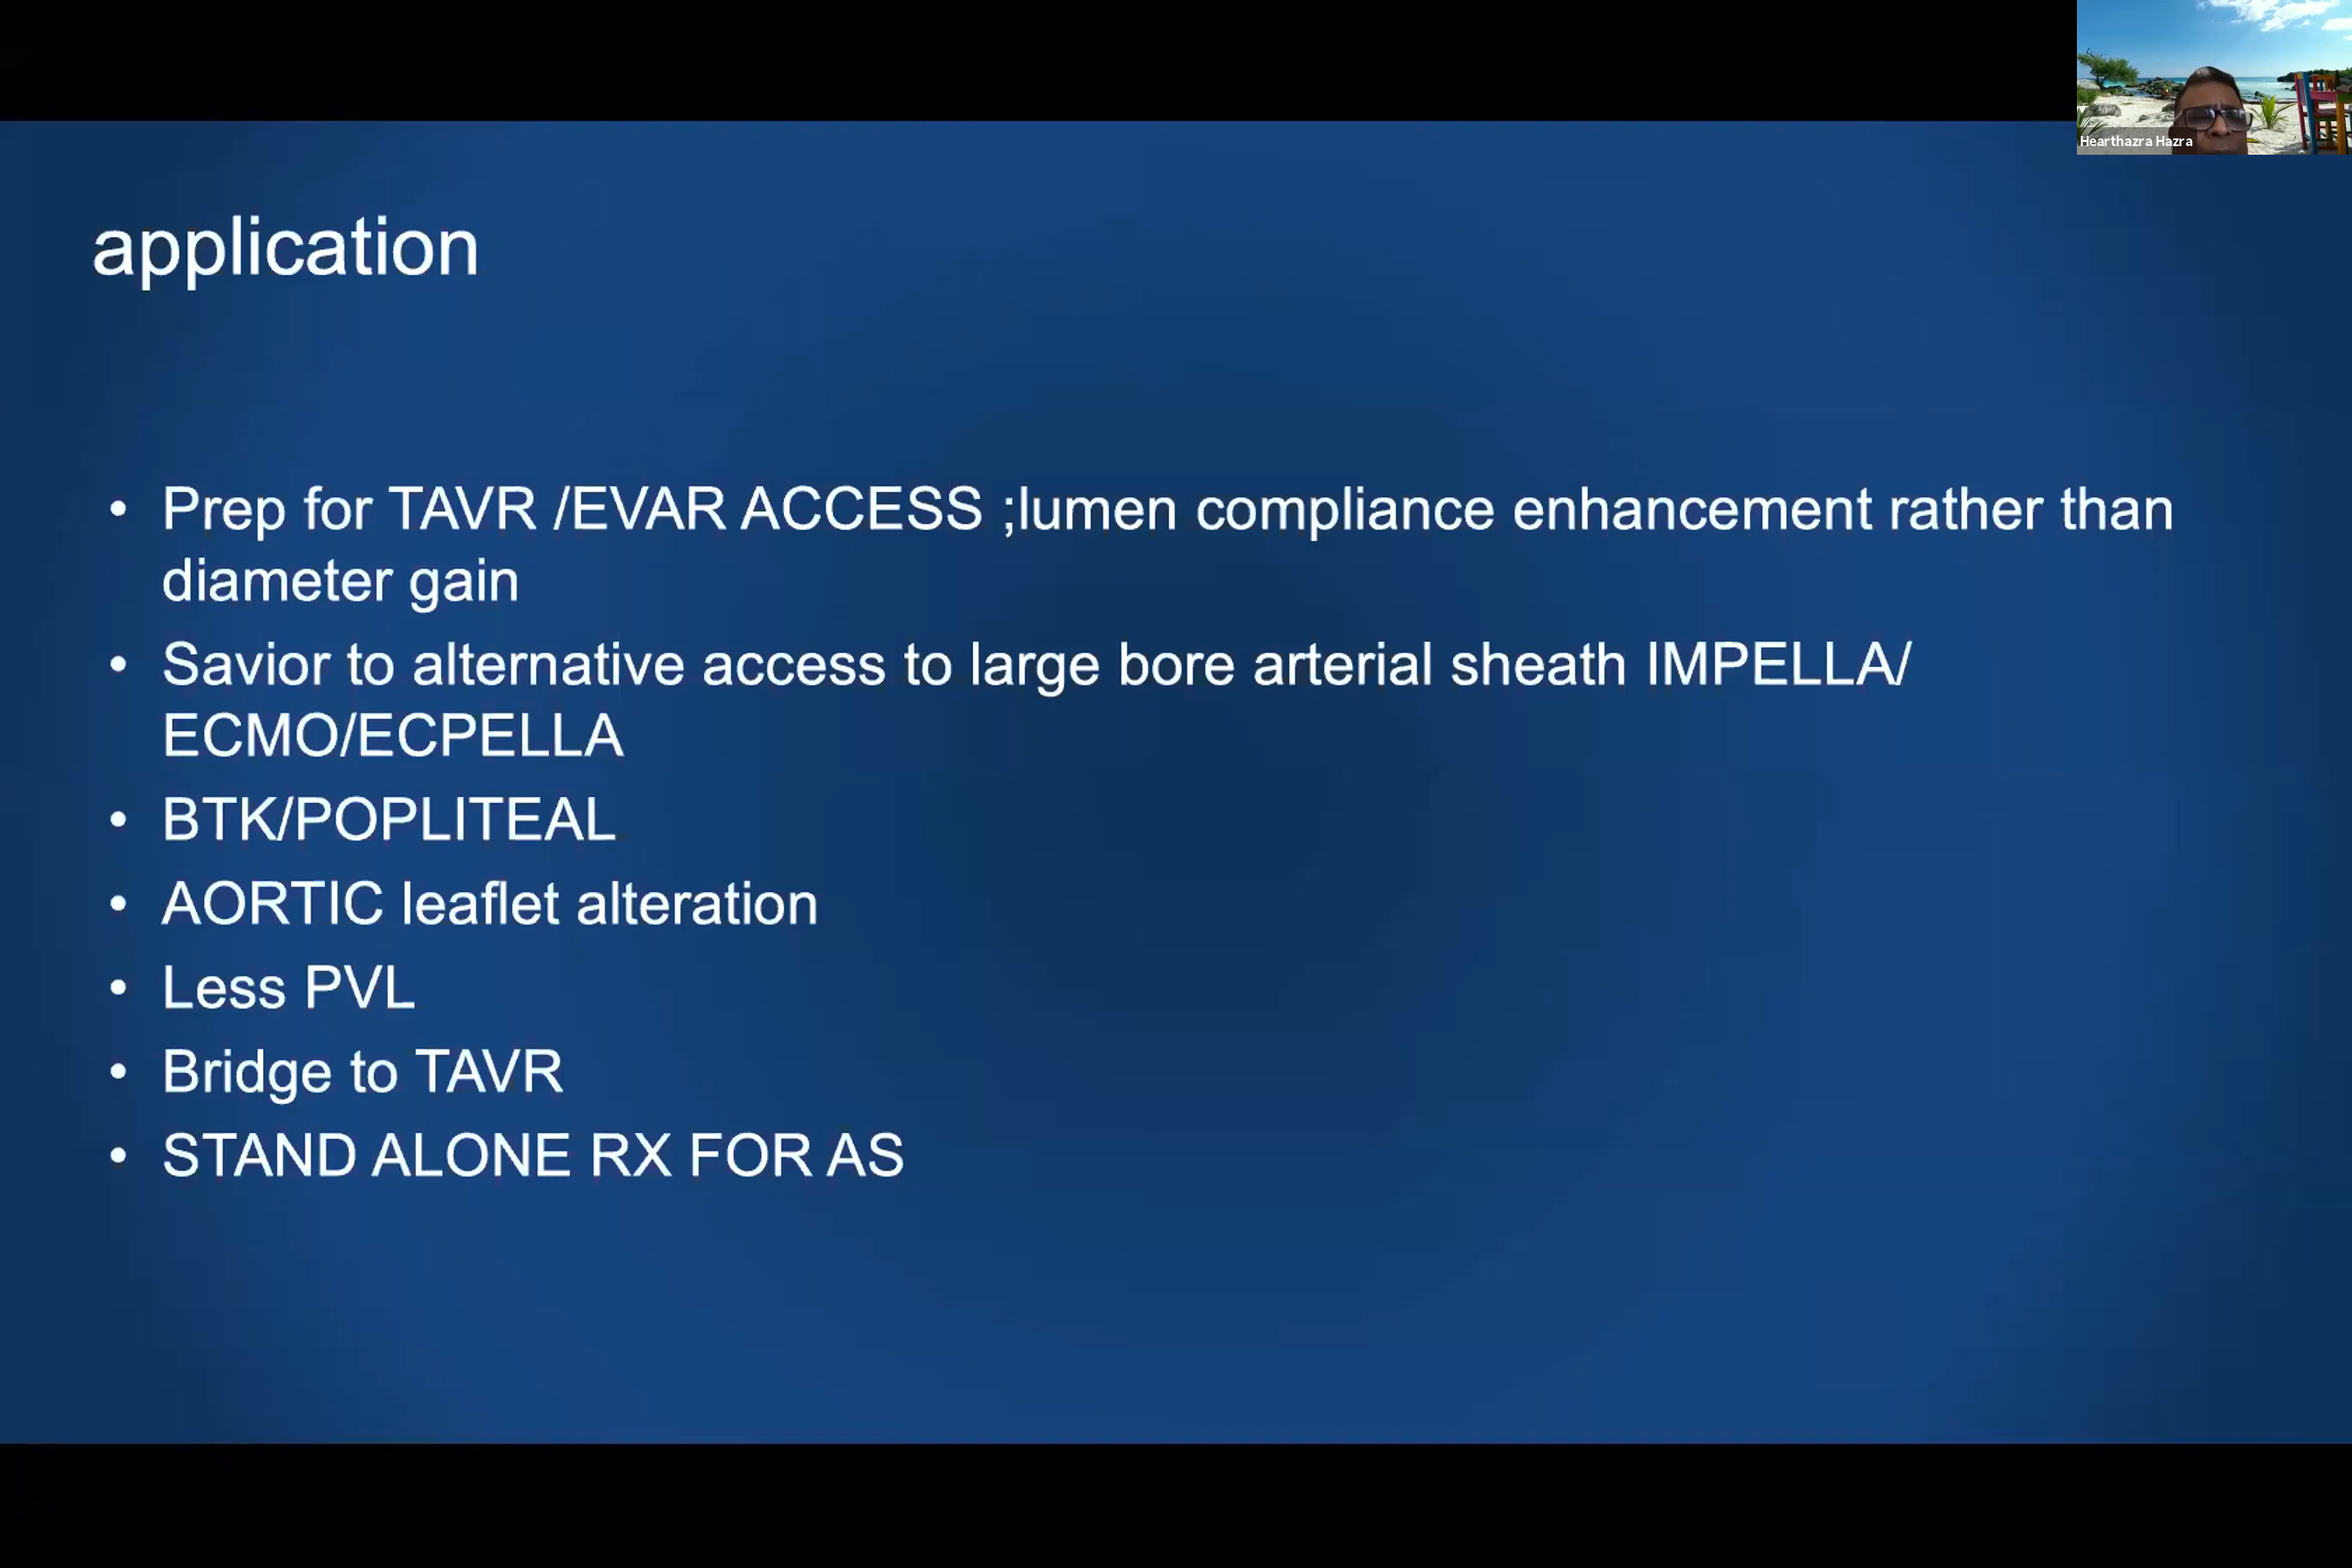 Hearthazra Hazra
application
• Prep for TAVR /EVAR ACCESS ;lumen compliance enhancement rather than
diameter gain
• Savior to alternative access to large bore arterial sheath IMPELLA/
ECMO/ECPELLA
• BTK/POPLITEAL
• AORTIC leaflet alteration
• Less PVL
• Bridge to TAVR
• STAND ALONE RX FOR AS